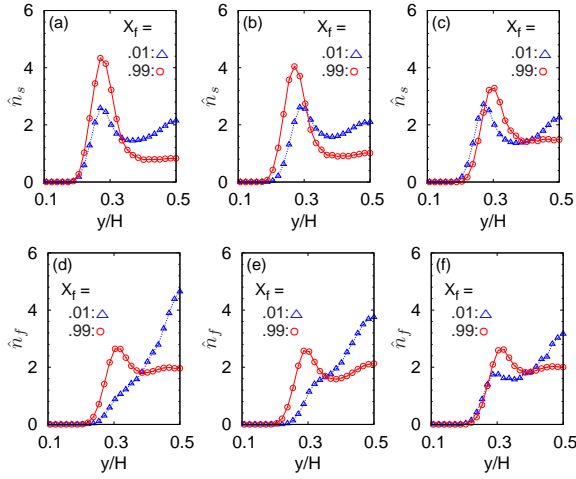 (a) X_f = (b) X_f = (c) X_f =
.01: .01: .01:
.99: .99: .99:
n̂_s n̂_s n̂_s
6 6 6
4 4 4
2 2 2
0 0 0
0.1 0.3 0.5 0.1 0.3 0.5 0.1 0.3 0.5
y/H y/H y/H
(d) (e) (f)
X_f = X_f = X_f =
.01: .01: .01:
.99: .99: .99:
n̂_f n̂_f n̂_f
6 6 6
4 4 4
2 2 2
0 0 0
0.1 0.3 0.5 0.1 0.3 0.5 0.1 0.3 0.5
y/H y/H y/H